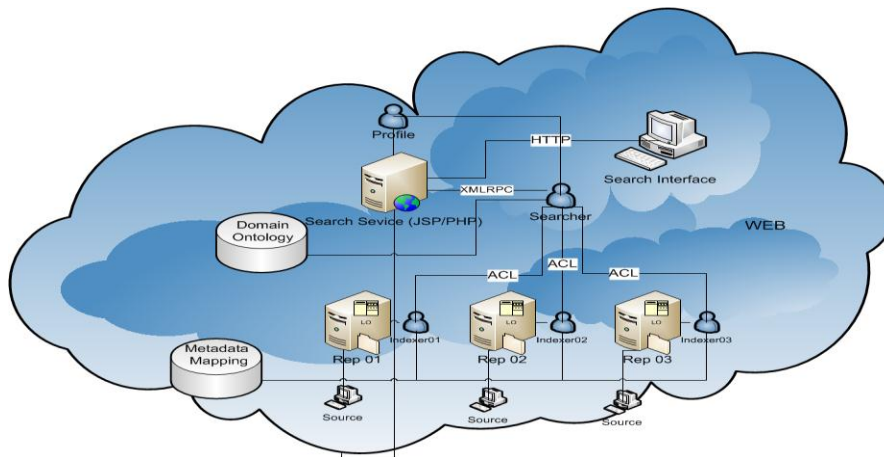 Profile
HTTP
Search Interface
XMLRPC
Search Sevice (JSP/PHP)
Searcher
WEB
Domain
Ontology
ACL
ACL
ACL
LO
LO
LO
Indexer01
Indexer02
Indexer03
Rep 01
Rep 02
Rep 03
Metadata
Mapping
Source
Source
Source